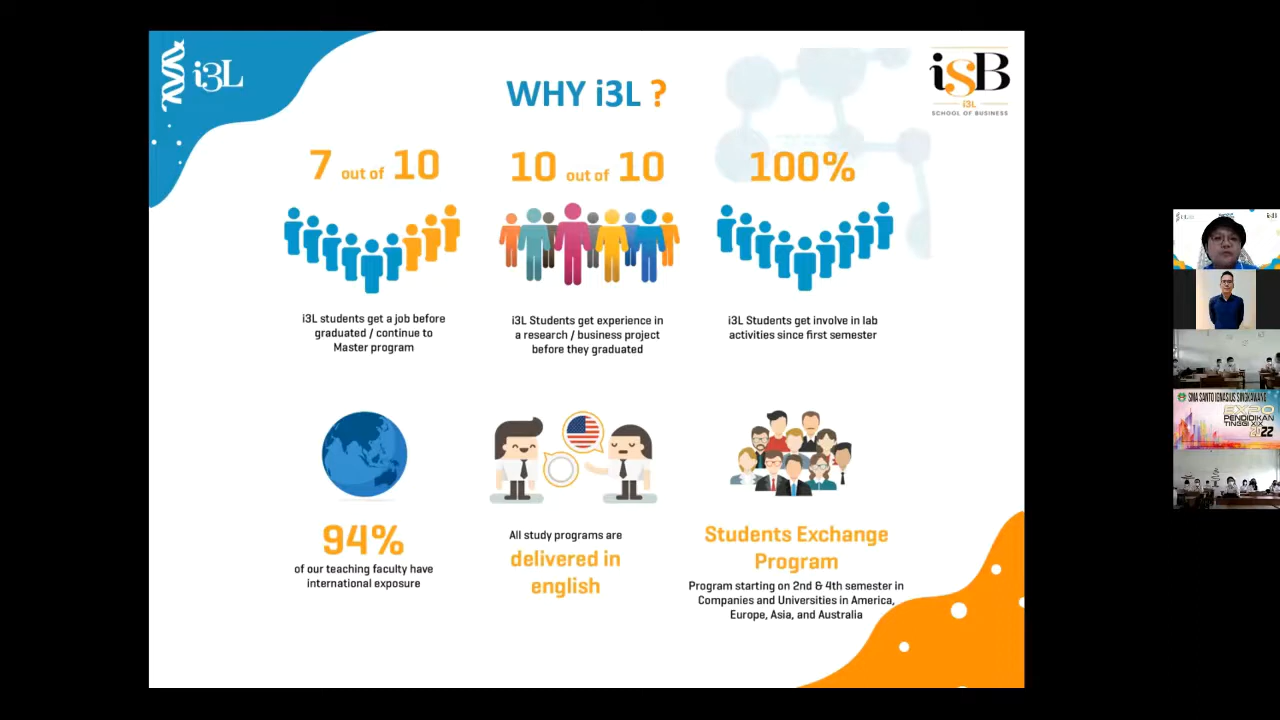 i3L
WHY i3L ?
isB
i3L
SCHOOL OF BUSINESS
7 out of 10
i3L students get a job before
graduated / continue to
Master program
10 out of 10
i3L Students get experience in
a research / business project
before they graduated
100%
i3L Students get involve in lab
activities since first semester
94%
of our teaching faculty have
international exposure
All study programs are
delivered in
english
Students Exchange
Program
Program starting on 2nd & 4th semester in
Companies and Universities in America,
Europe, Asia, and Australia
SMA SANTO IGNASIUS SINGKAWANG
EXPO
PENDIDIKAN
TINGGI XIX
2022